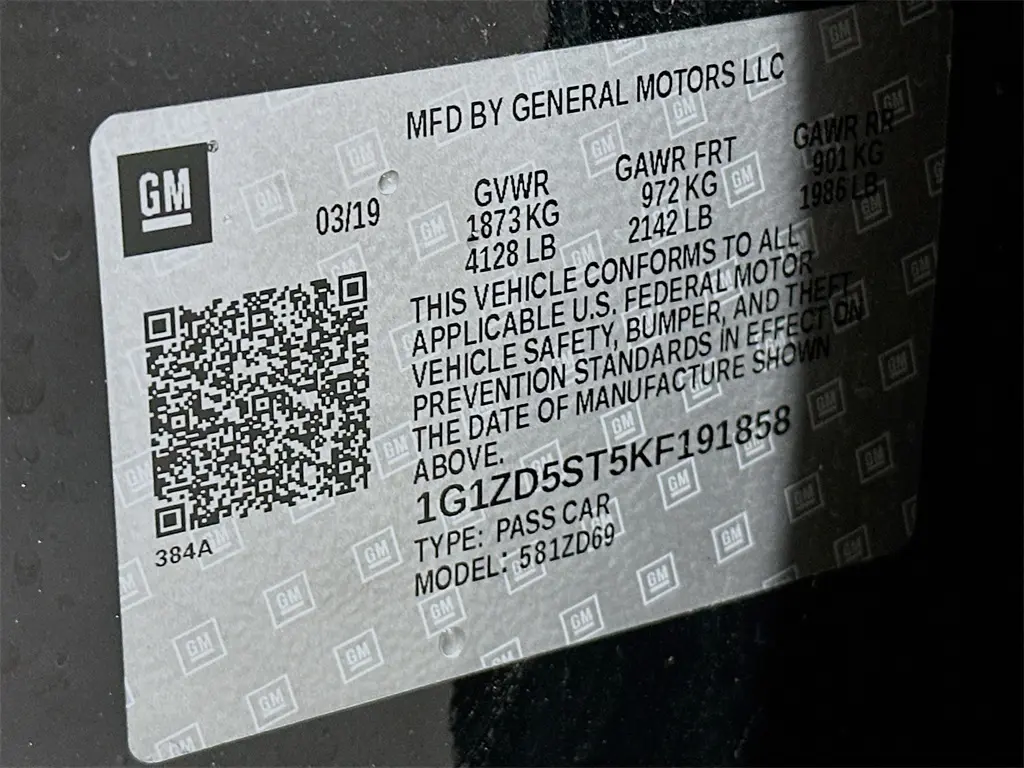 MFD BY GENERAL MOTORS LLC
GM
03/19
GVWR
1873 KG
4128 LB
GAWR FRT
972 KG
2142 LB
GAWR RR
901 KG
1986 LB
THIS VEHICLE CONFORMS TO ALL
APPLICABLE U.S. FEDERAL MOTOR
VEHICLE SAFETY, BUMPER, AND THEFT
PREVENTION STANDARDS IN EFFECT ON
THE DATE OF MANUFACTURE SHOWN
ABOVE.
1G1ZD5ST5KF191858
TYPE: PASS CAR
MODEL: 581ZD69
384A